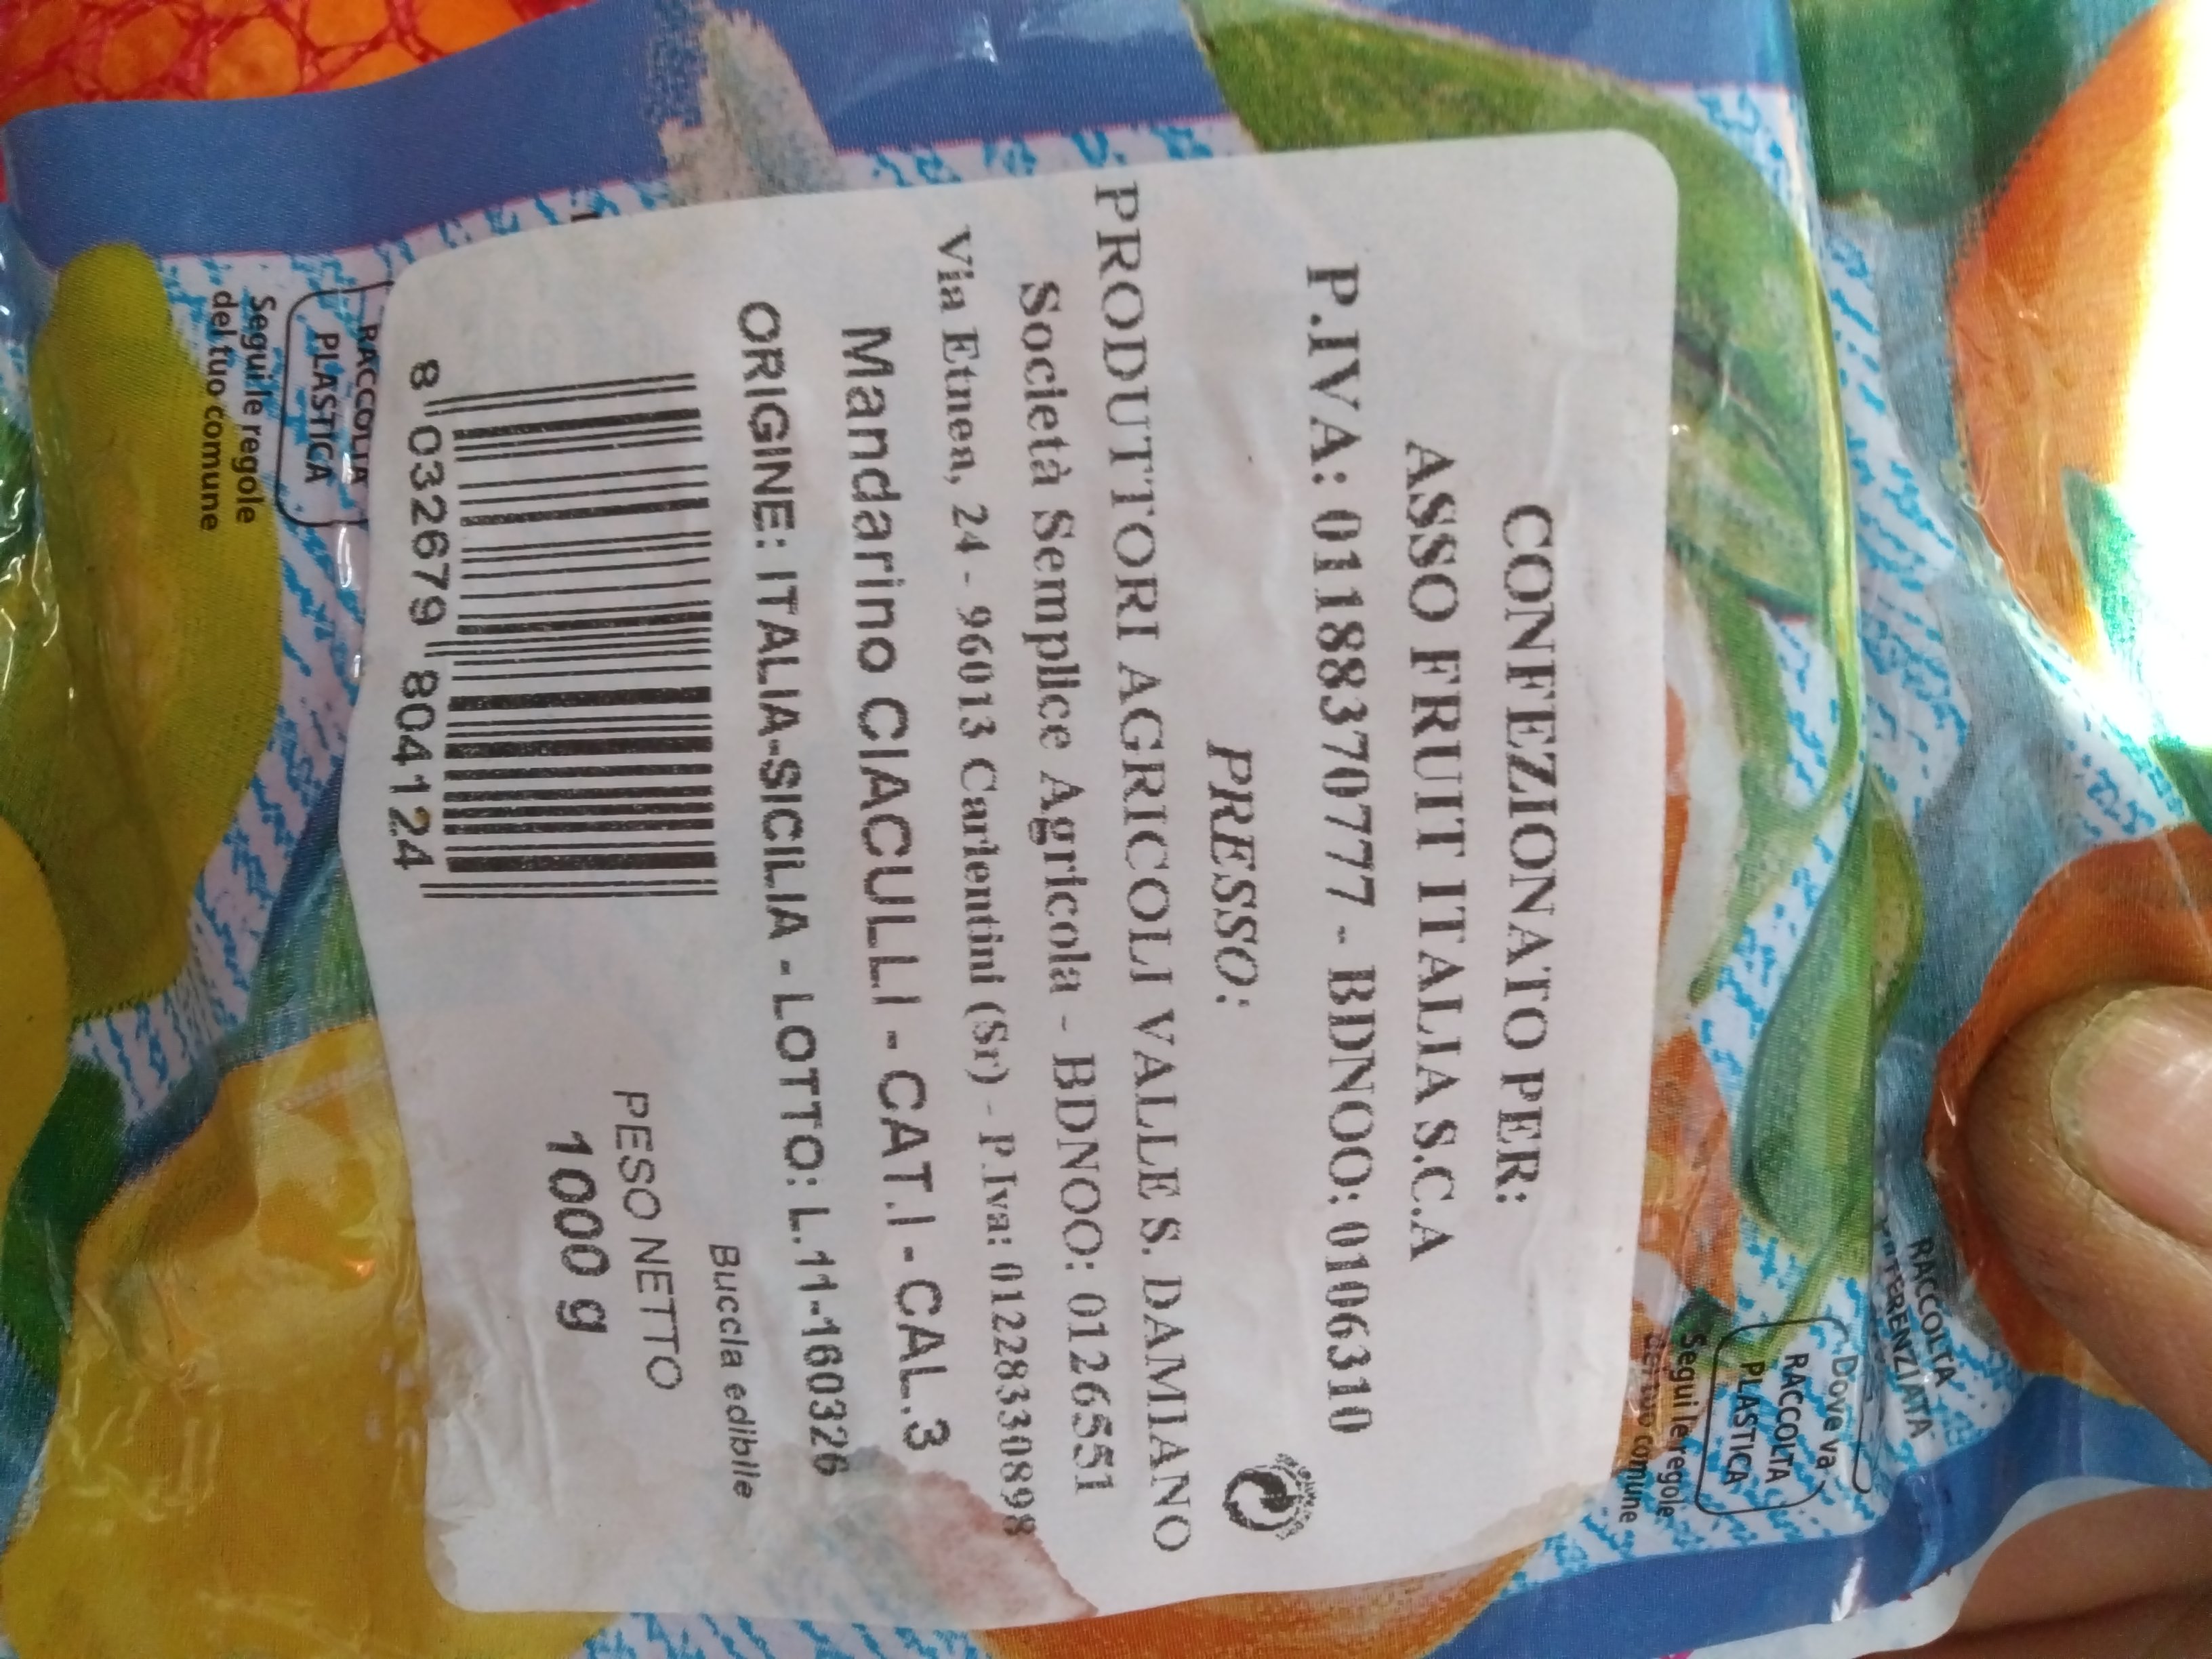 CONFEZIONATO PER:
ASSO FRUIT ITALIA S.C.A
P.IVA: 01188370777 - BDNOO: 0106310
PRESSO:
PRODUTTORI AGRICOLI VALLE S. DAMIANO
Società Semplice Agricola - BDNOO: 0126551
Via Etnea, 24 - 96013 Carlentini (Sr) - P.Iva: 01228330898
Mandarino CIACULLI - CAT.I - CAL.3
ORIGINE: ITALIA-SICILIA - LOTTO: L.11-160326
Buccia edibile
PESO NETTO
1000 g
8 032679 804124
RACCOLTA
PLASTICA
Segui le regole
del tuo comune
RACCOLTA
Dove va
RACCOLTA
PLASTICA
Segui le regole
del tuo comune